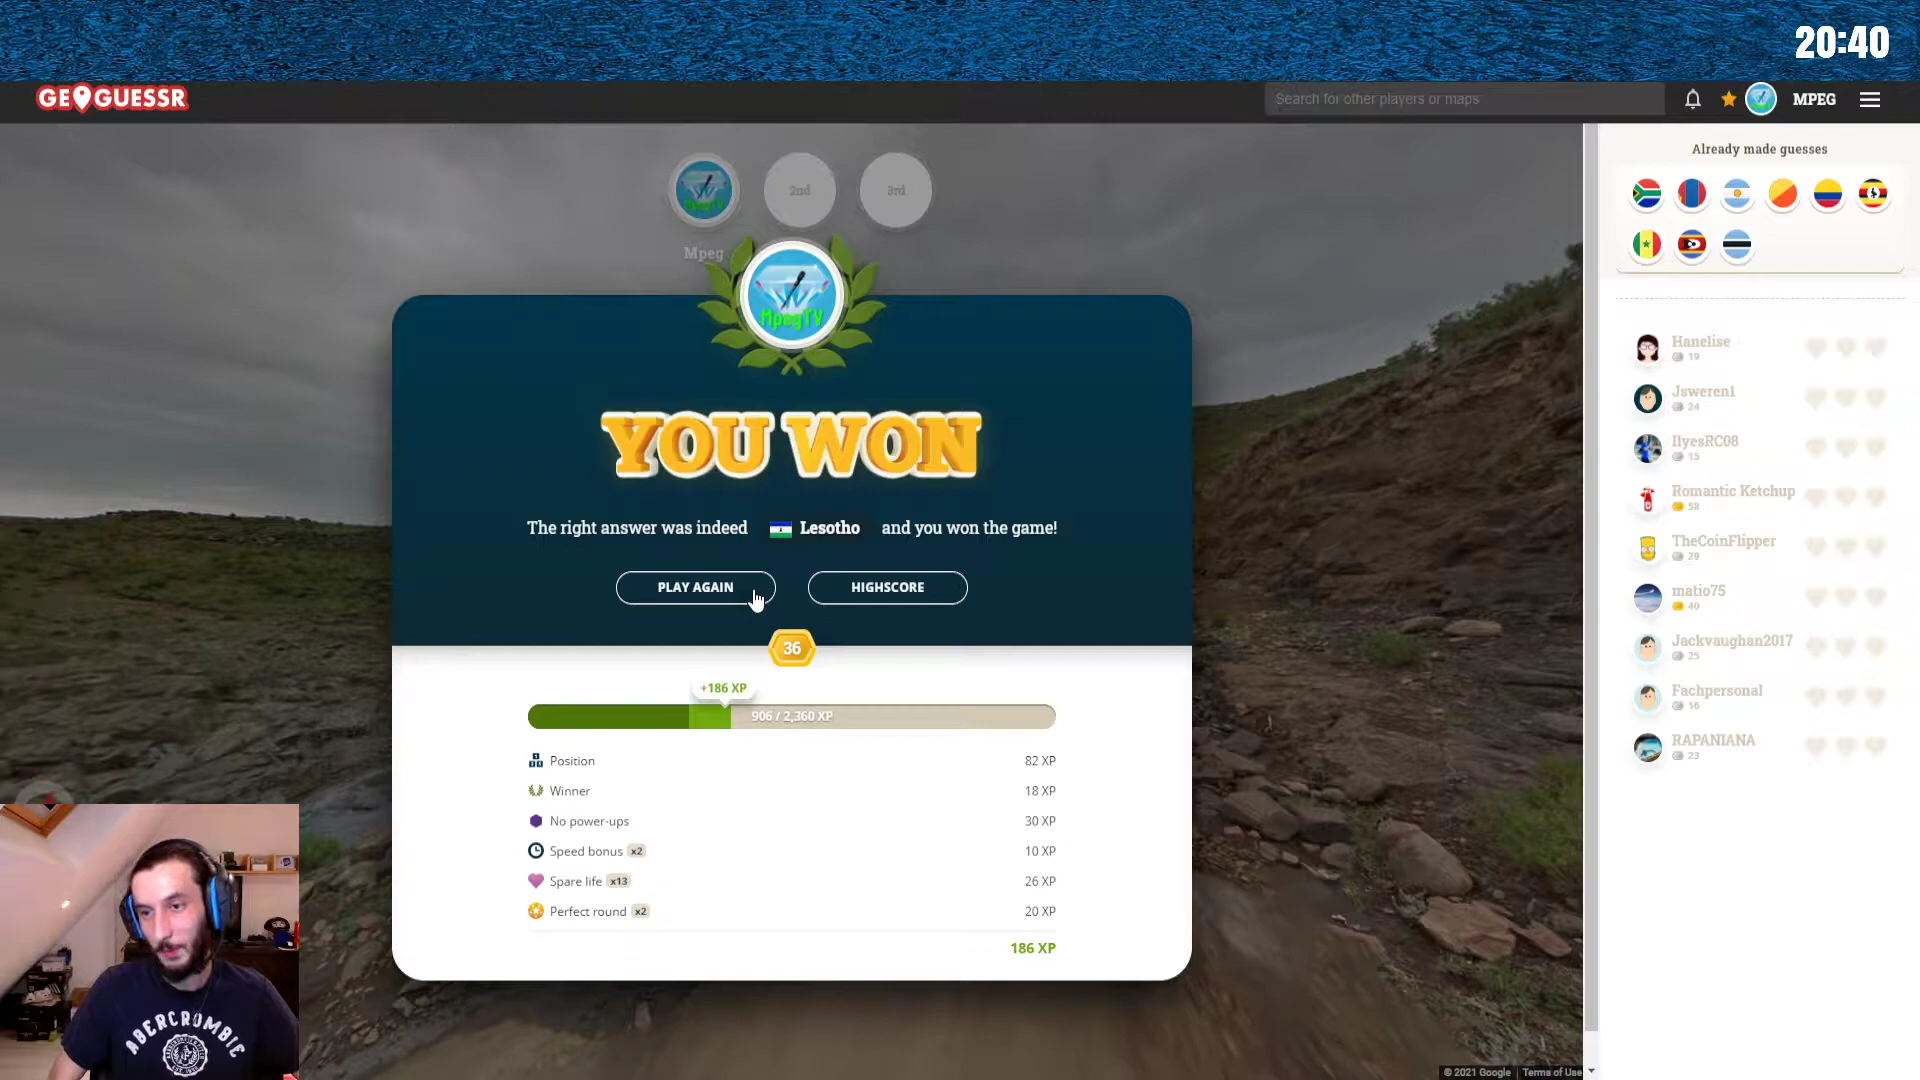 20:40
GEOGUESSR
Search for other players or maps
MPEG
Already made guesses
MpegTV
2nd
3rd
Mpeg
MpegTV
YOU WON
The right answer was indeed Lesotho and you won the game!
PLAY AGAIN
HIGHSCORE
36
+186 XP
906 / 2,360 XP
Position 82 XP
Winner 18 XP
No power-ups 30 XP
Speed bonus x2 10 XP
Spare life x13 26 XP
Perfect round x2 20 XP
186 XP
Hanelise
19
Jsweren1
24
IlyesRC08
15
Romantic Ketchup
58
TheCoinFlipper
29
matio75
40
Jackvaughan2017
25
Fachpersonal
16
RAPANIANA
23
ABERCROMBIE
© 2021 Google
Terms of Use